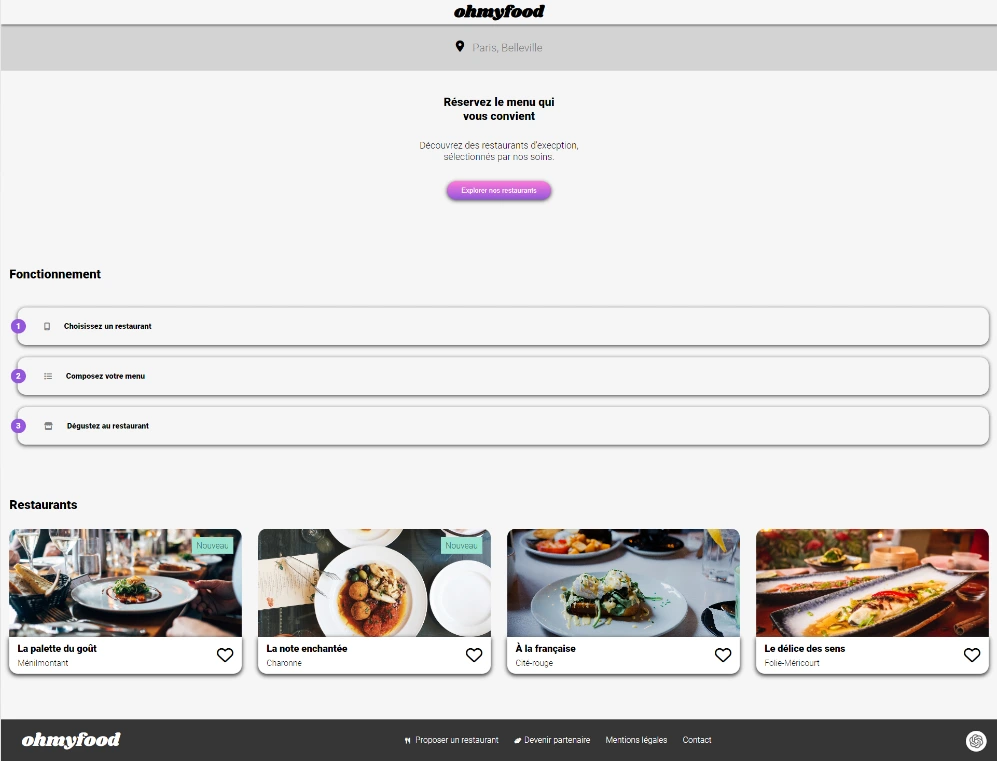 ohmyfood
Paris, Belleville
Réservez le menu qui
vous convient
Découvrez des restaurants d'execption,
sélectionnés par nos soins.
Explorer nos restaurants
Fonctionnement
1 Choisissez un restaurant
2 Composez votre menu
3 Dégustez au restaurant
Restaurants
Nouveau
Nouveau
La palette du goût
Ménilmontant
La note enchantée
Charonne
À la française
Cité-rouge
Le délice des sens
Folie-Méricourt
ohmyfood
Proposer un restaurant Devenir partenaire Mentions légales Contact